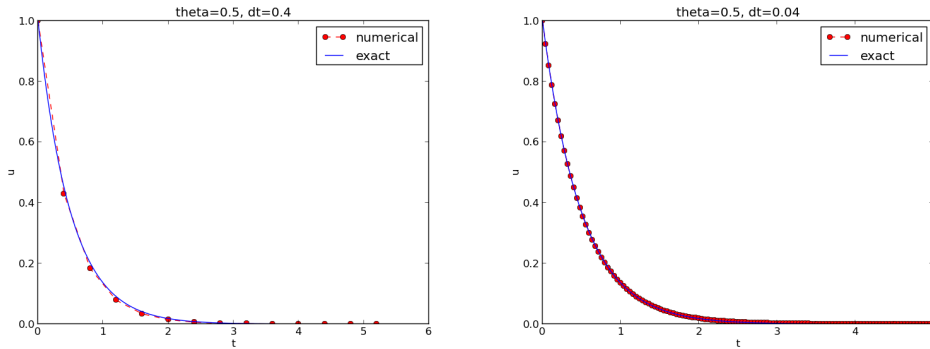 theta=0.5, dt=0.4
1.0
0.8
0.6
0.4
0.2
0.0
u
numerical
exact
0 1 2 3 4 5 6
t
theta=0.5, dt=0.04
1.0
0.8
0.6
0.4
0.2
0.0
u
numerical
exact
0 1 2 3 4
t